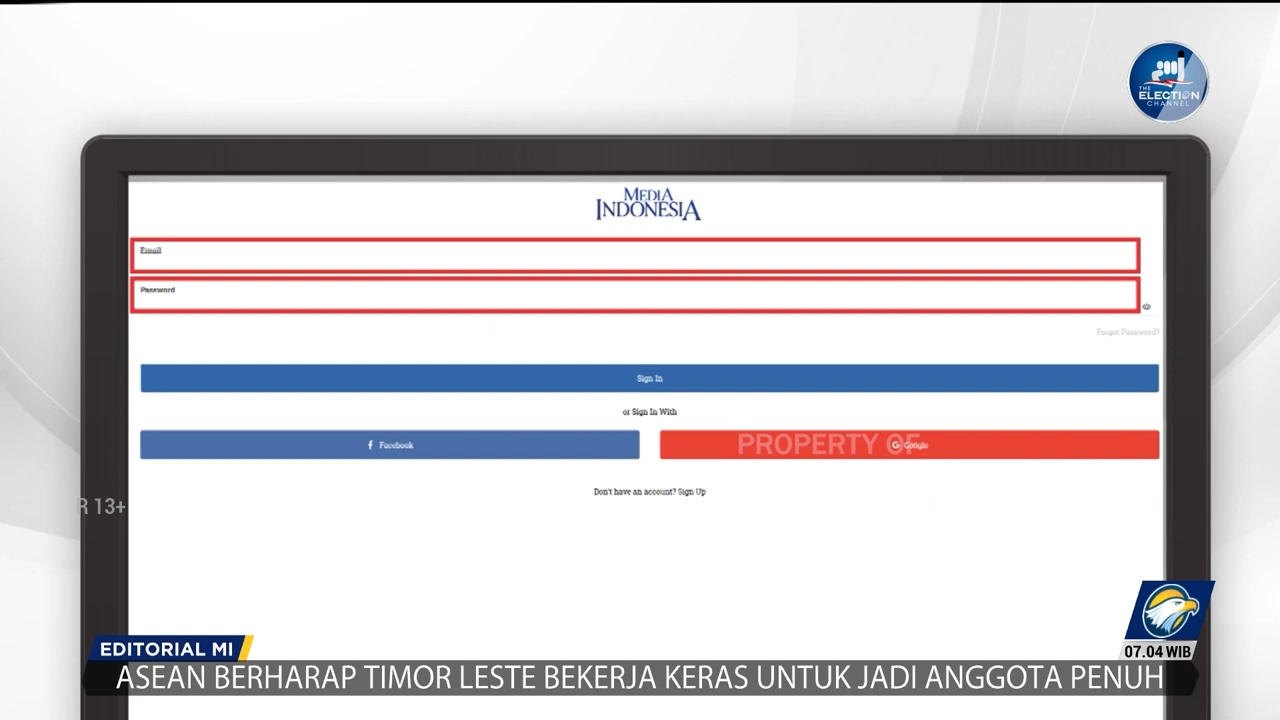 THE
ELECTION
CHANNEL
MEDIA
INDONESIA
Email
Password
Forgot Password?
Sign In
or Sign In With
Facebook
PROPERTY OF
Google
Don't have an account? Sign Up
R 13+
EDITORIAL MI
07.04 WIB
ASEAN BERHARAP TIMOR LESTE BEKERJA KERAS UNTUK JADI ANGGOTA PENUH